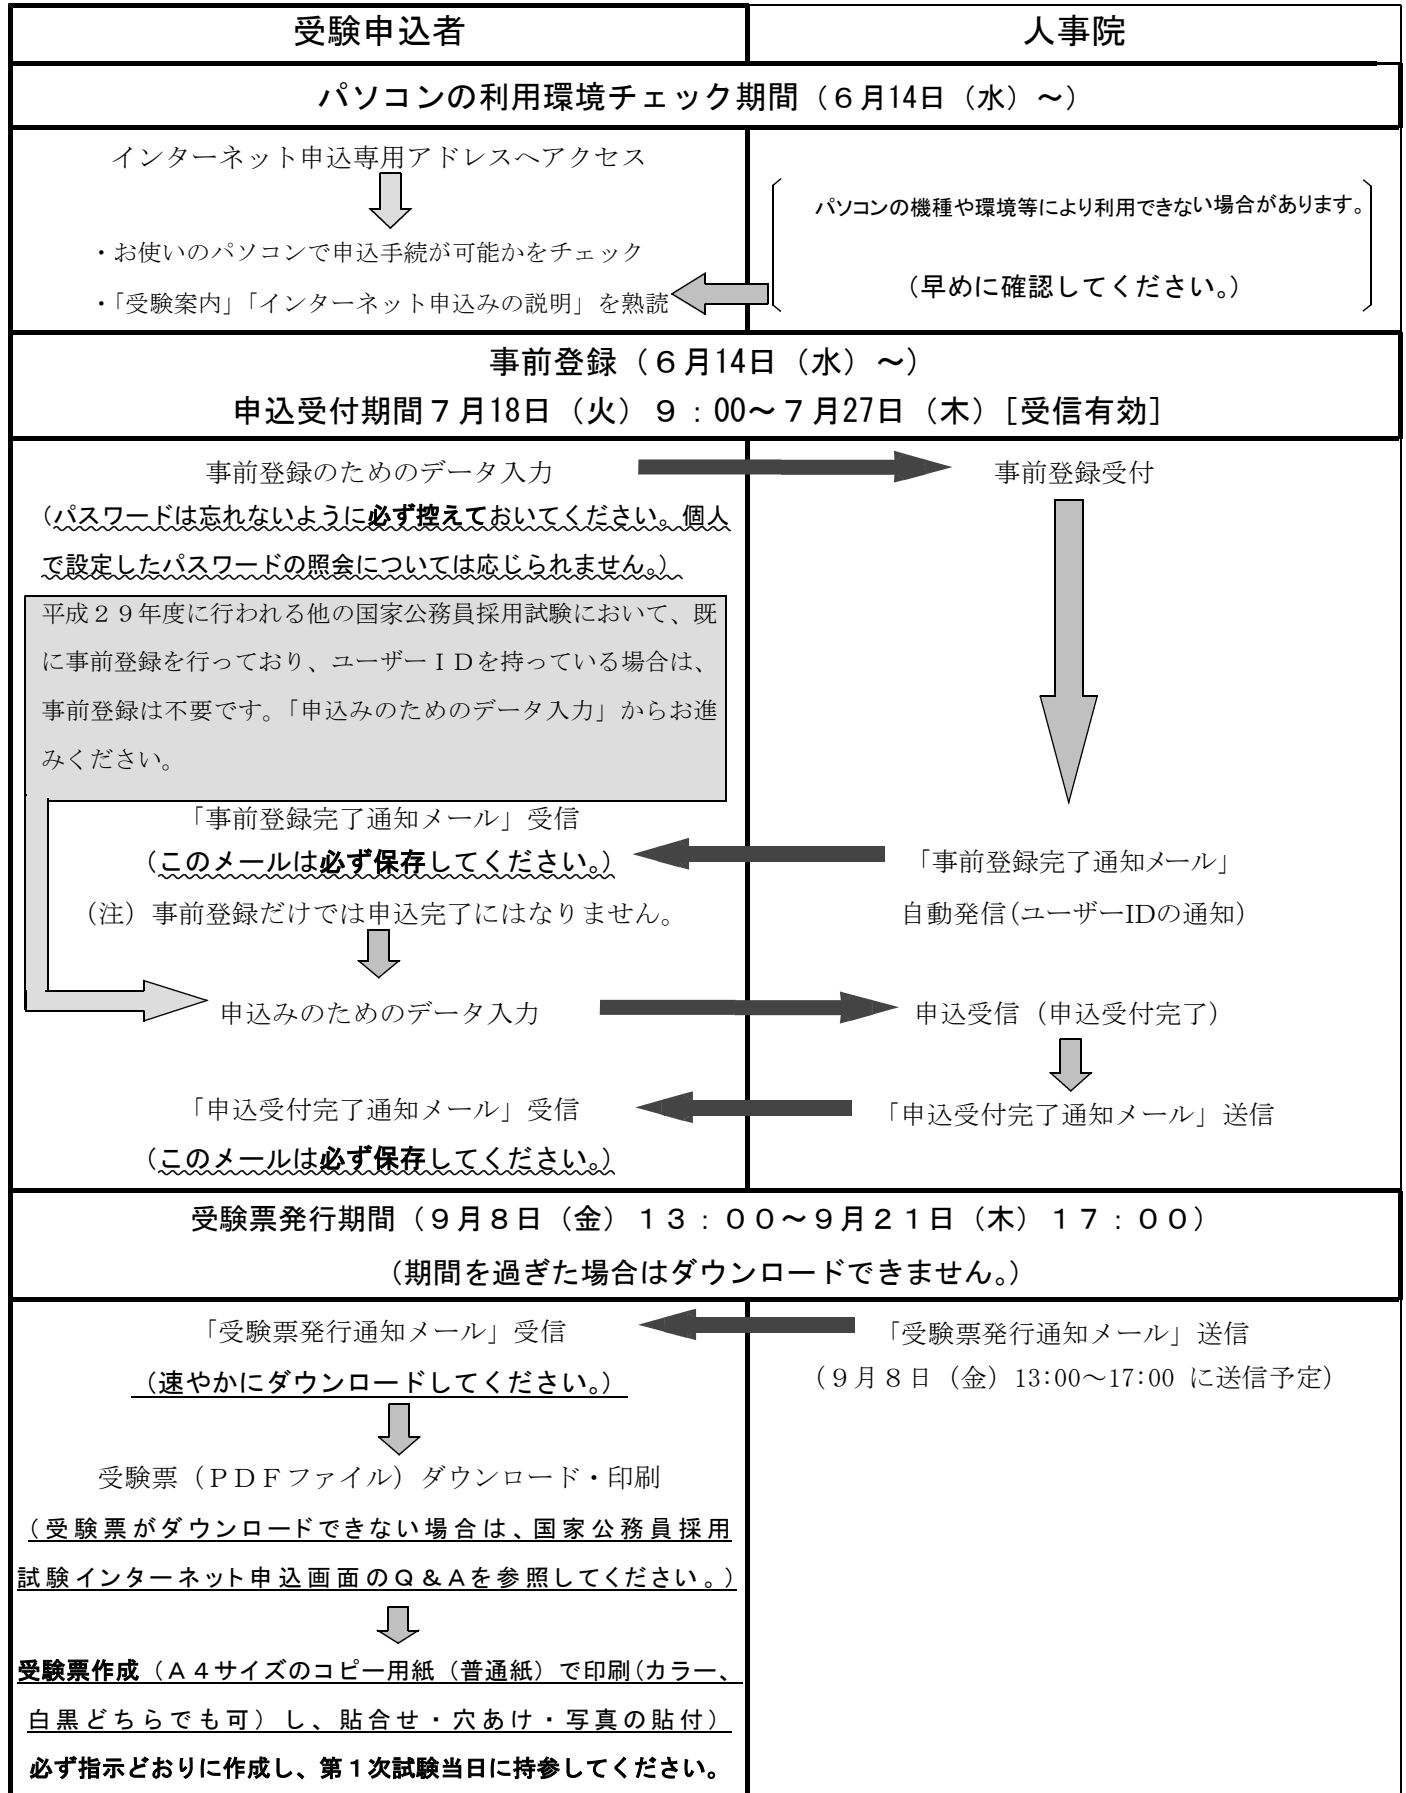 受験申込者
人事院
パソコンの利用環境チェック期間（６月14日（水）～）
インターネット申込専用アドレスへアクセス
・お使いのパソコンで申込手続が可能かをチェック
・「受験案内」「インターネット申込みの説明」を熟読
パソコンの機種や環境等により利用できない場合があります。
（早めに確認してください。）
事前登録（６月14日（水）～）
申込受付期間７月18日（火）９：00～７月27日（木）［受信有効］
事前登録のためのデータ入力
事前登録受付
（パスワードは忘れないように必ず控えておいてください。個人
で設定したパスワードの照会については応じられません。）
平成２９年度に行われる他の国家公務員採用試験において、既
に事前登録を行っており、ユーザーＩＤを持っている場合は、
事前登録は不要です。「申込みのためのデータ入力」からお進
みください。
「事前登録完了通知メール」受信
（このメールは必ず保存してください。）
（注）事前登録だけでは申込完了にはなりません。
「事前登録完了通知メール」
自動発信（ユーザーIDの通知）
申込みのためのデータ入力
申込受信（申込受付完了）
「申込受付完了通知メール」受信
「申込受付完了通知メール」送信
（このメールは必ず保存してください。）
受験票発行期間（９月８日（金）１３：００～９月２１日（木）１７：００）
（期間を過ぎた場合はダウンロードできません。）
「受験票発行通知メール」受信
「受験票発行通知メール」送信
（速やかにダウンロードしてください。）
（９月８日（金）13:00～17:00 に送信予定）
受験票（ＰＤＦファイル）ダウンロード・印刷
（受験票がダウンロードできない場合は、国家公務員採用
試験インターネット申込画面のＱ＆Ａを参照してください。）
受験票作成（Ａ４サイズのコピー用紙（普通紙）で印刷（カラー、
白黒どちらでも可）し、貼合せ・穴あけ・写真の貼付）
必ず指示どおりに作成し、第１次試験当日に持参してください。